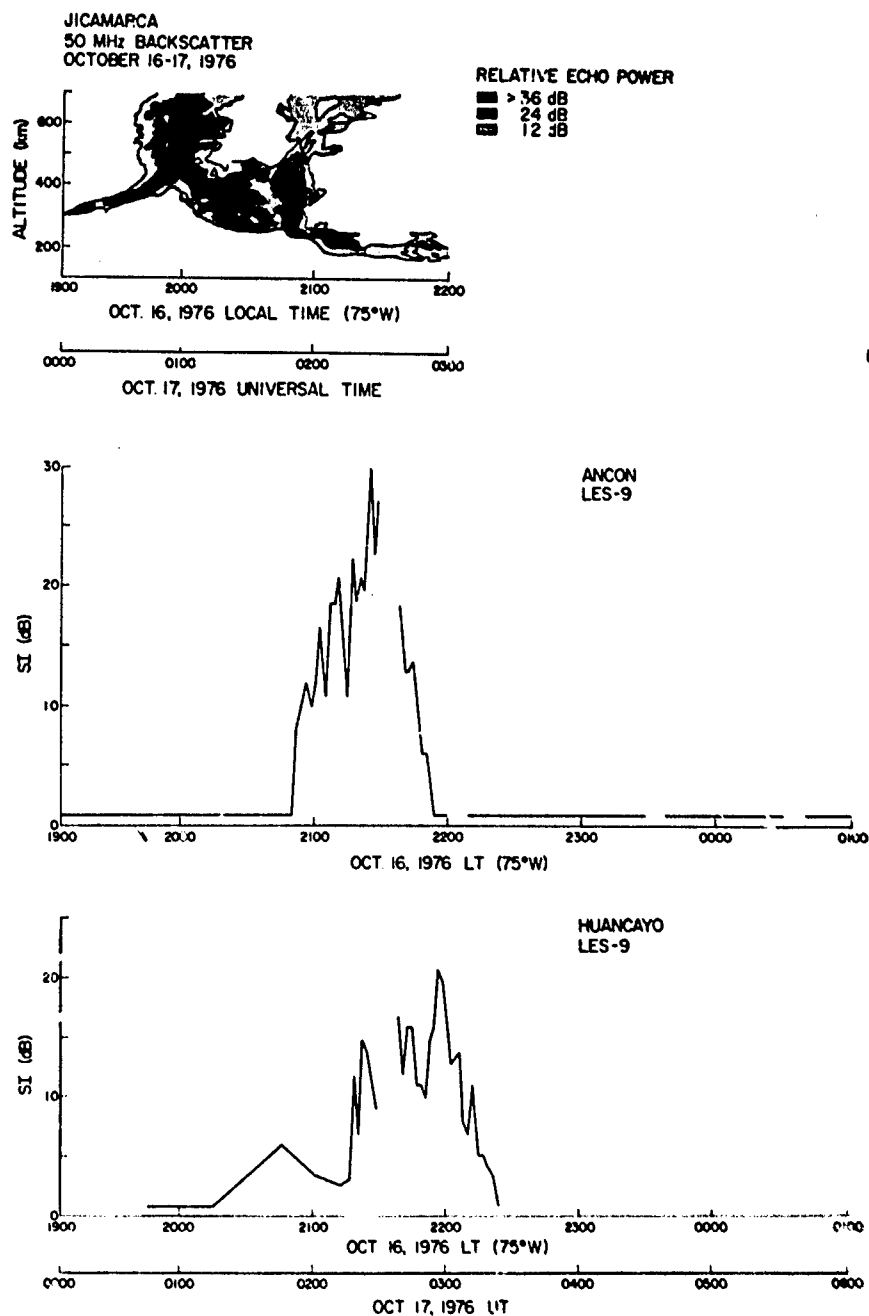 JICAMARCA
50 MHz BACKSCATTER
OCTOBER 16-17, 1976
RELATIVE ECHO POWER
> 36 dB
24 dB
12 dB
ALTITUDE (km)
600
400
200
1900 2000 2100 2200
OCT. 16, 1976 LOCAL TIME (75°W)
0000 0100 0200 0300
OCT. 17, 1976 UNIVERSAL TIME
ANCON
LES-9
SI (dB)
30
20
10
0
1900 2000 2100 2200 2300 0000 0100
OCT. 16, 1976 LT (75°W)
HUANCAYO
LES-9
SI (dB)
20
10
0
1900 2000 2100 2200 2300 0000 0100
OCT 16, 1976 LT (75°W)
0000 0100 0200 0300 0400 0500 0600
OCT 17, 1976 UT